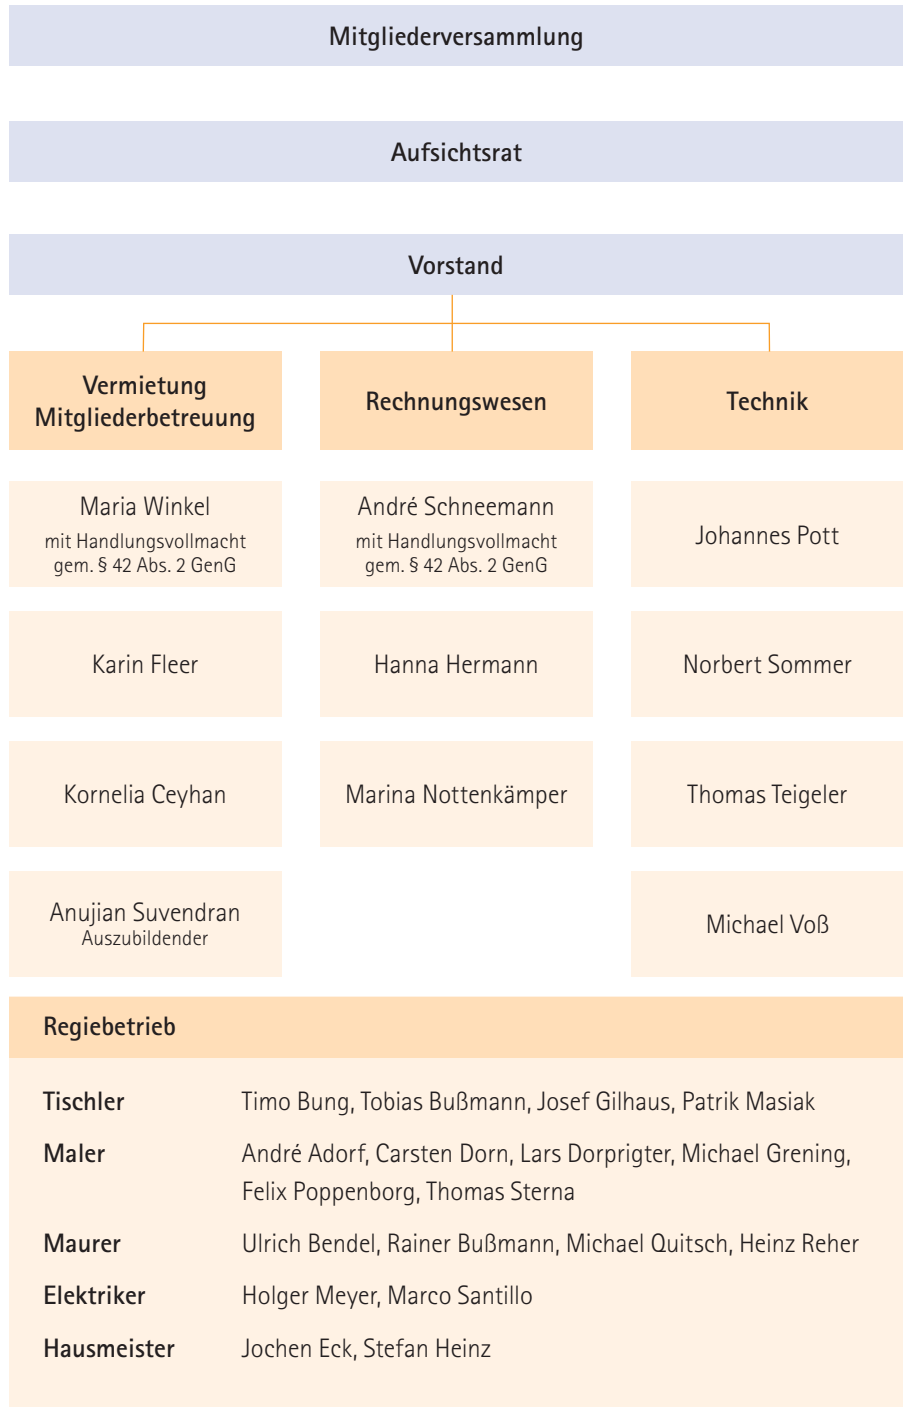 Mitgliederversammlung
Aufsichtsrat
Vorstand
Vermietung
Mitgliederbetreuung
Rechnungswesen
Technik
Maria Winkel
mit Handlungsvollmacht
gem. § 42 Abs. 2 GenG
André Schneemann
mit Handlungsvollmacht
gem. § 42 Abs. 2 GenG
Johannes Pott
Karin Fleer
Hanna Hermann
Norbert Sommer
Kornelia Ceyhan
Marina Nottenkämper
Thomas Teigeler
Anujian Suvendran
Auszubildender
Michael Voß
Regiebetrieb
Tischler Timo Bung, Tobias Bußmann, Josef Gilhaus, Patrik Masiak
Maler André Adorf, Carsten Dorn, Lars Dorprigter, Michael Grening,
Felix Poppenborg, Thomas Sterna
Maurer Ulrich Bendel, Rainer Bußmann, Michael Quitsch, Heinz Reher
Elektriker Holger Meyer, Marco Santillo
Hausmeister Jochen Eck, Stefan Heinz